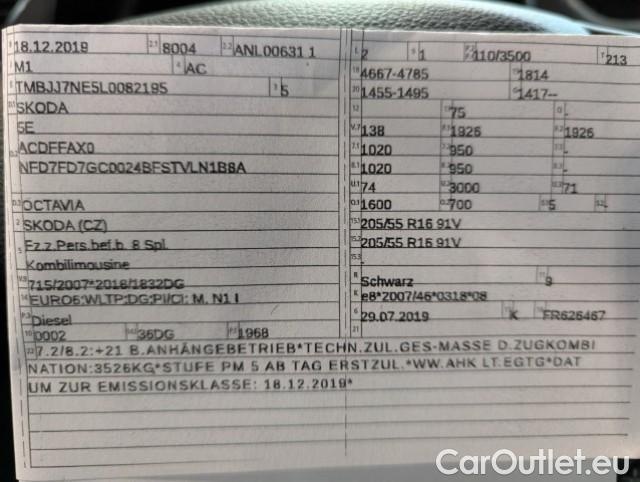 18.12.2019 8004 ANL00631 1
M1 AC
TMBJJ7NE5L0082195 5
SKODA
5E
ACDFFAX0
NFD7FD7GC0024BFSTVLN1B8A
OCTAVIA
SKODA (CZ)
Fz.z.Pers.bef.b. 8 Spl.
Kombilimousine
715/2007*2018/1832DG
EURO6;WLTP;DG;PI/CI: M, N1 I
Diesel
0002 36DG 1968
2 1 110/3500 213
4667-4785 1814
1455-1495 1417--
75 -
138 1926 1926
1020 950 -
1020 950 -
74 3000 71
1600 700 5 -
205/55 R16 91V
205/55 R16 91V
-
Schwarz 9
e8*2007/46*0318*08
29.07.2019 K FR626467
7.2/8.2:+21 B.ANHÄNGEBETRIEB*TECHN.ZUL.GES-MASSE D.ZUGKOMBI
NATION:3526KG*STUFE PM 5 AB TAG ERSTZUL.*WW.AHK LT.EGTG*DAT
UM ZUR EMISSIONSKLASSE: 18.12.2019*
CarOutlet.eu